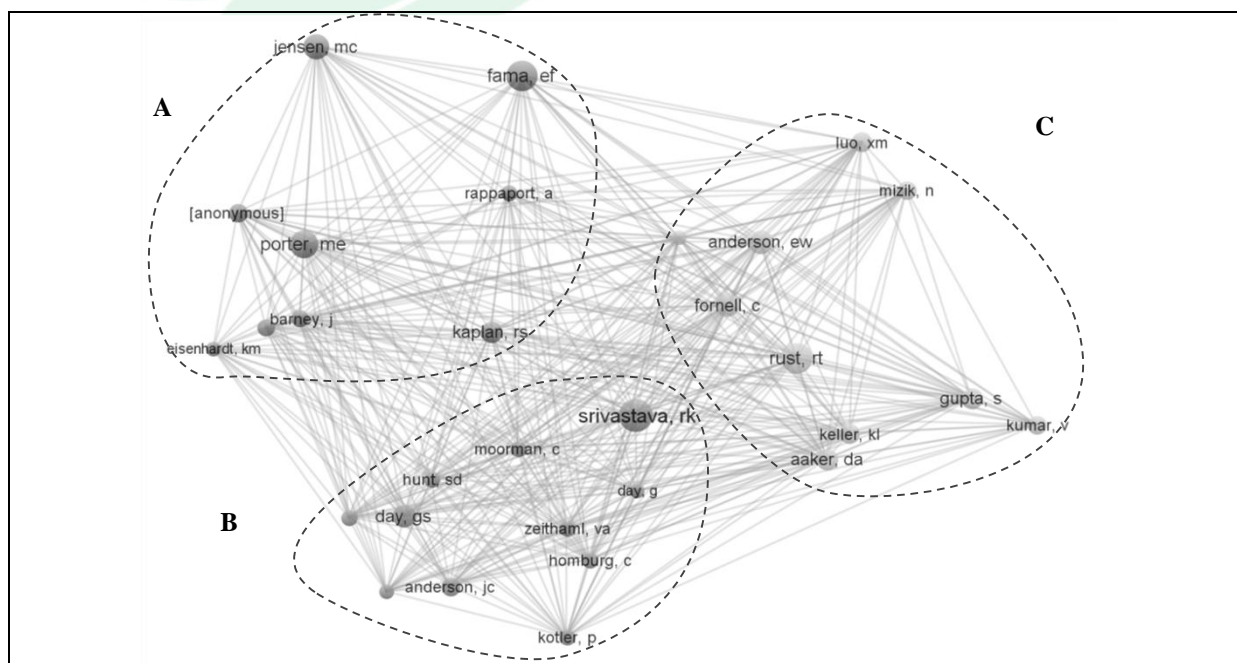 jensen, mc
fama, ef
A
rappaport, a
[anonymous]
porter, me
barney, j
kaplan, rs
eisenhardt, km
C
luo, xm
mizik, n
anderson, ew
fornell, c
rust, rt
gupta, s
kumar, v
keller, kl
aaker, da
B
srivastava, rk
moorman, c
hunt, sd
day, g
day, gs
zeithaml, va
homburg, c
anderson, jc
kotler, p